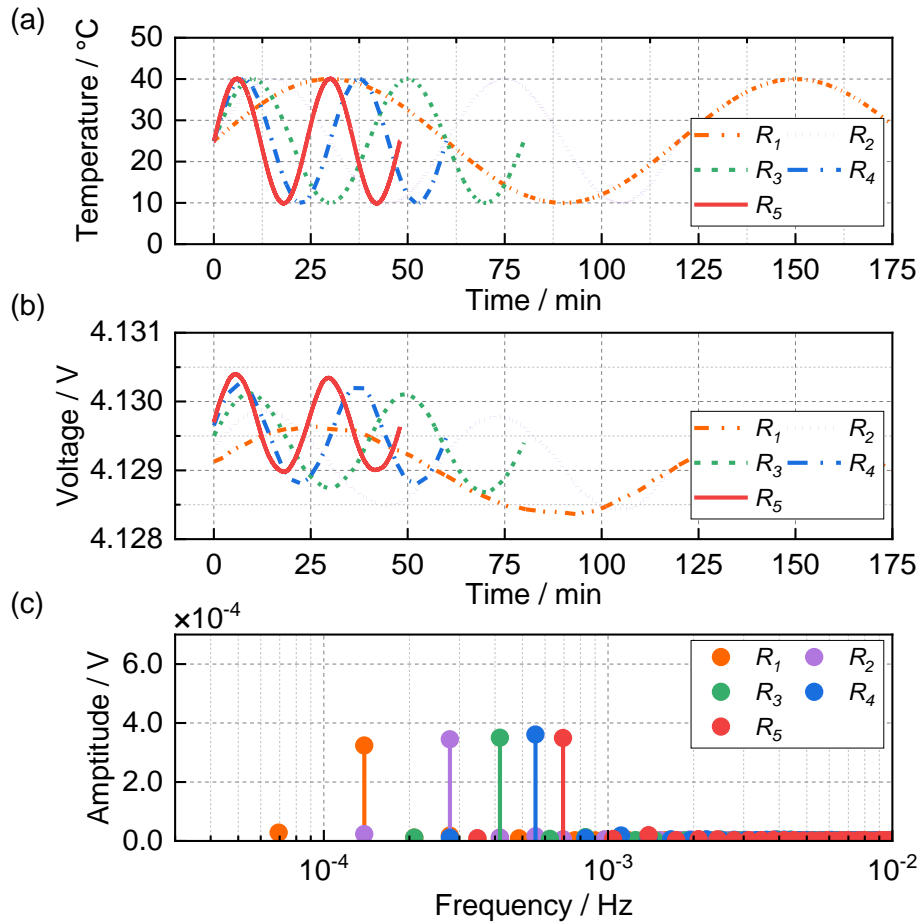 (a)
Temperature / °C
50
40
30
20
10
0
R1 R2
R3 R4
R5
0 25 50 75 100 125 150 175
Time / min
(b)
Voltage / V
4.131
4.130
4.129
4.128
R1 R2
R3 R4
R5
0 25 50 75 100 125 150 175
Time / min
(c)
×10-4
Amptitude / V
6.0
4.0
2.0
0.0
R1 R2
R3 R4
R5
10-4 10-3 10-2
Frequency / Hz